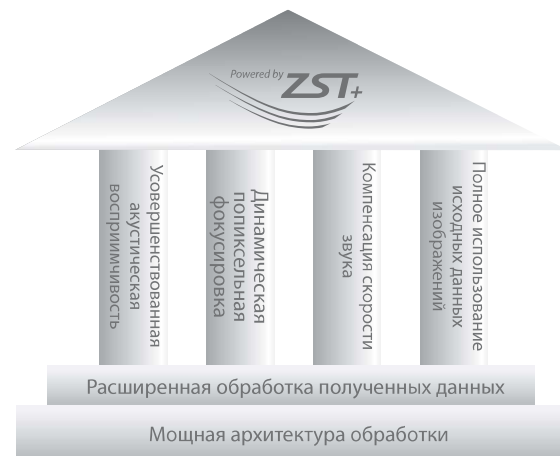 Powered by
ZST+
Усовершенствованная
акустическая
восприимчивость
Динамическая
попиксельная
фокусировка
Компенсация скорости
звука
Полное использование
исходных данных
изображений
Расширенная обработка полученных данных
Мощная архитектура обработки